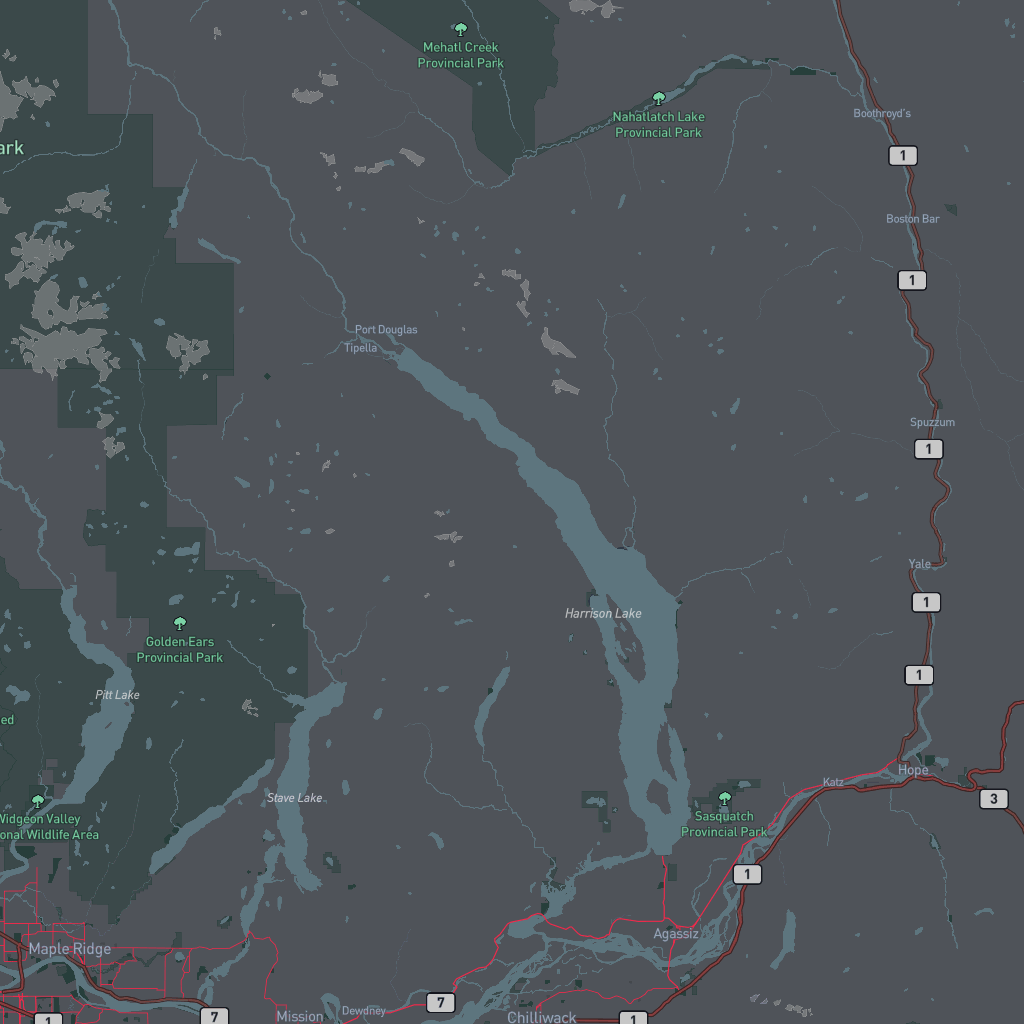 Mehatl Creek
Provincial Park
Nahatlatch Lake
Provincial Park
Boothroyd's
ark
1
Boston Bar
1
Port Douglas
Tipella
Spuzzum
1
Yale
1
Harrison Lake
Golden Ears
Provincial Park
1
Pitt Lake
ed
Hope
Katz
Stave Lake
3
Widgeon Valley
onal Wildlife Area
Sasquatch
Provincial Park
1
Agassiz
Maple Ridge
7
Dewdney
7
Mission
Chilliwack
1
1